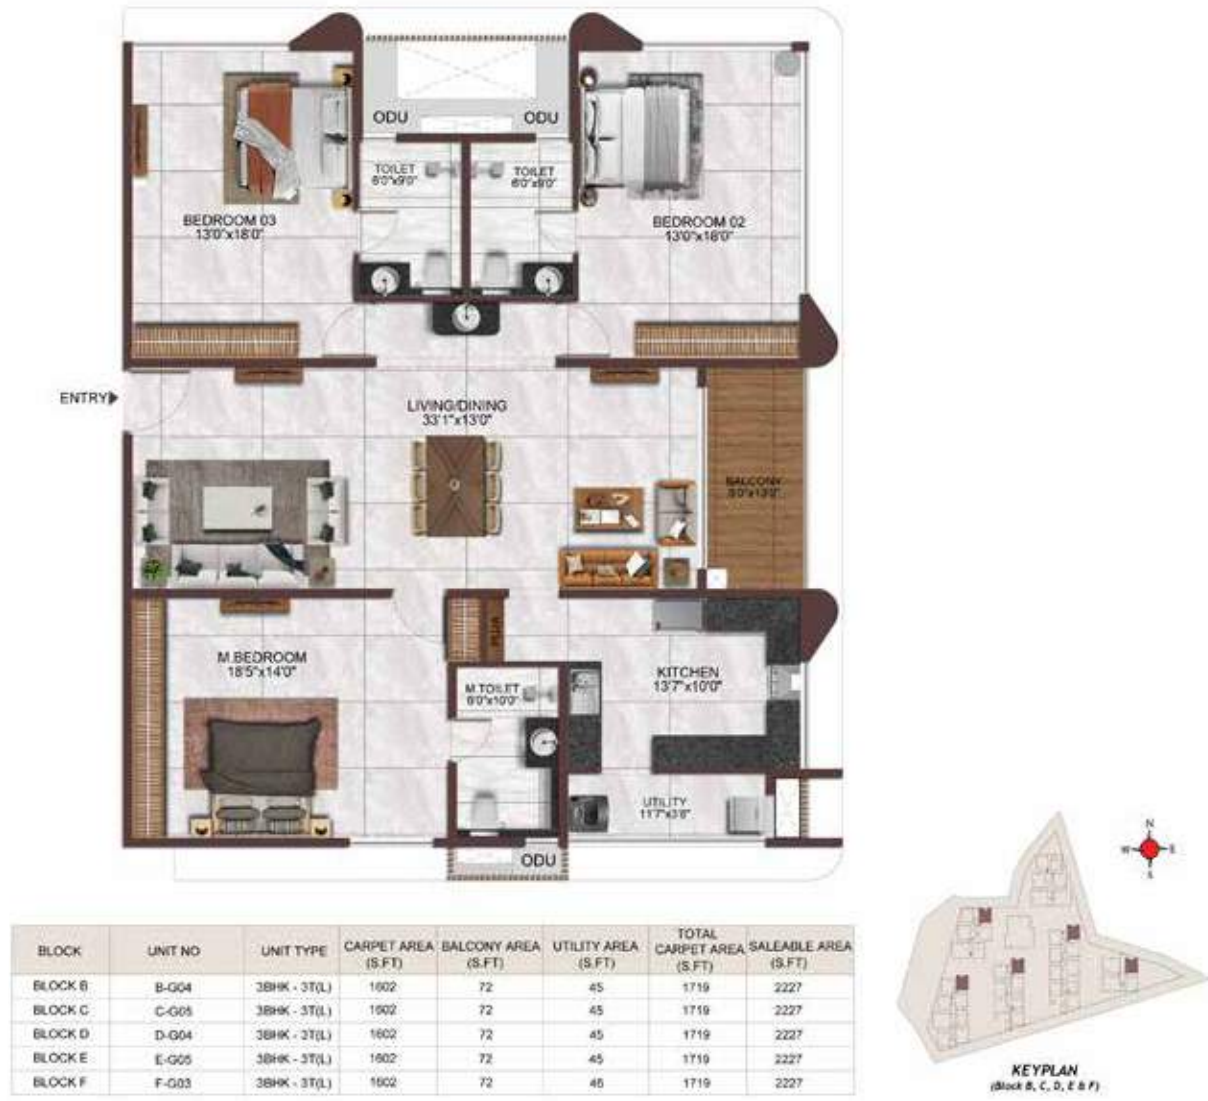 ODU ODU
TOILET
6'0"x9'0"
TOILET
6'0"x9'0"
BEDROOM 03
13'0"x18'0"
BEDROOM 02
13'0"x18'0"
ENTRY
LIVING/DINING
33'1"x13'0"
BALCONY
PUJA
M.BEDROOM
18'5"x14'0"
M.TOILET
6'0"x10'0"
KITCHEN
13'7"x10'0"
UTILITY
11'7"x3'8"
ODU
N
W E
S
BLOCK UNIT NO UNIT TYPE CARPET AREA (S.FT) BALCONY AREA (S.FT) UTILITY AREA (S.FT) TOTAL CARPET AREA (S.FT) SALEABLE AREA (S.FT)
BLOCK B B-G04 3BHK - 3T(L) 1602 72 45 1719 2227
BLOCK C C-G05 3BHK - 3T(L) 1602 72 45 1719 2227
BLOCK D D-G04 3BHK - 3T(L) 1602 72 45 1719 2227
BLOCK E E-G05 3BHK - 3T(L) 1602 72 45 1719 2227
BLOCK F F-G03 3BHK - 3T(L) 1602 72 45 1719 2227
KEYPLAN
(Block B, C, D, E & F)